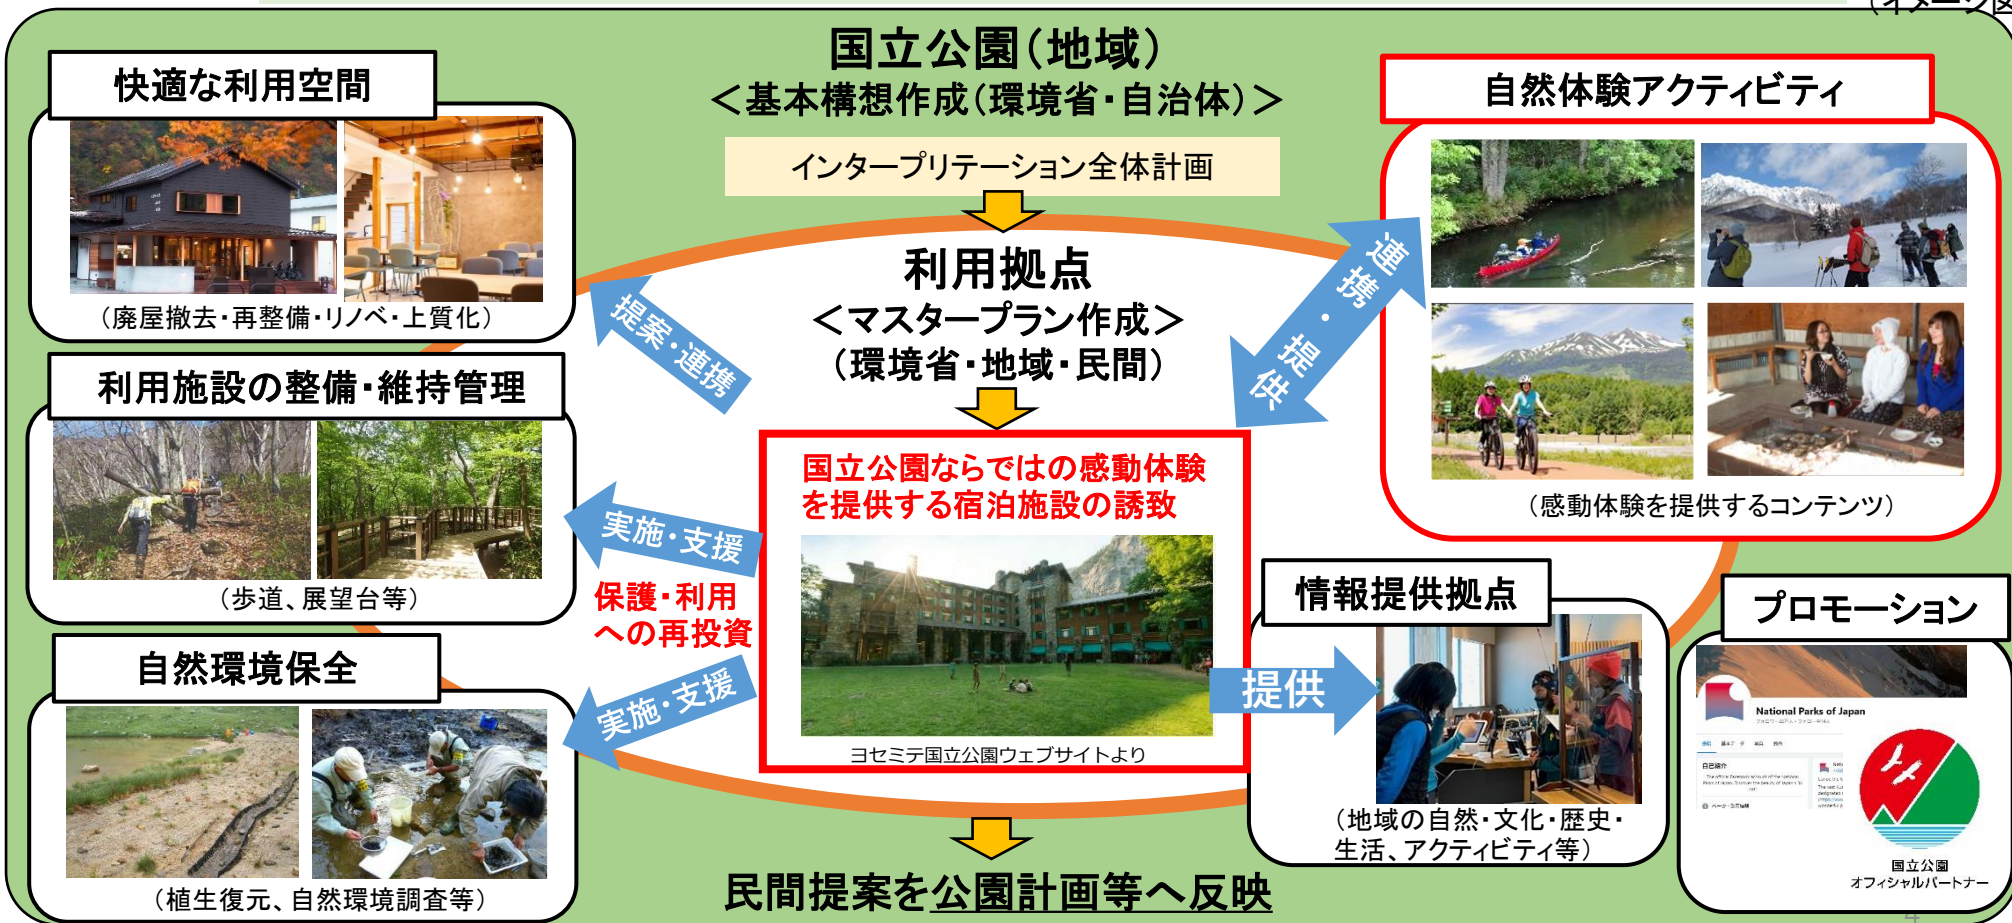 (イメージ図
国立公園(地域)
<基本構想作成(環境省・自治体)>
インタープリテーション全体計画
快適な利用空間
(廃屋撤去・再整備・リノベ・上質化)
利用施設の整備・維持管理
(歩道、展望台等)
自然環境保全
(植生復元、自然環境調査等)
利用拠点
<マスタープラン作成>
(環境省・地域・民間)
提案・連携
連携・提供
実施・支援
保護・利用
への再投資
実施・支援
国立公園ならではの感動体験
を提供する宿泊施設の誘致
ヨセミテ国立公園ウェブサイトより
提供
自然体験アクティビティ
(感動体験を提供するコンテンツ)
情報提供拠点
(地域の自然・文化・歴史・
生活、アクティビティ等)
プロモーション
National Parks of Japan
自己紹介
国立公園
オフィシャルパートナー
民間提案を公園計画等へ反映
4